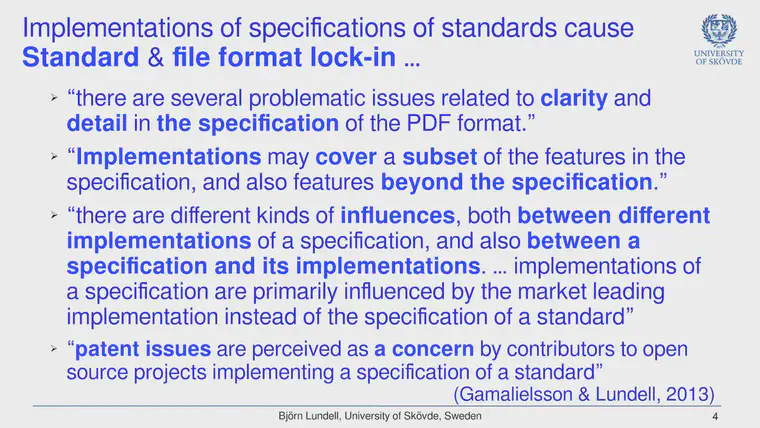 Implementations of specifications of standards cause
Standard & file format lock-in ...
UNIVERSITY
OF SKÖVDE
➢ “there are several problematic issues related to clarity and
detail in the specification of the PDF format.”
➢ “Implementations may cover a subset of the features in the
specification, and also features beyond the specification.”
➢ “there are different kinds of influences, both between different
implementations of a specification, and also between a
specification and its implementations. ... implementations of
a specification are primarily influenced by the market leading
implementation instead of the specification of a standard”
➢ “patent issues are perceived as a concern by contributors to open
source projects implementing a specification of a standard”
(Gamalielsson & Lundell, 2013)
Björn Lundell, University of Skövde, Sweden
4